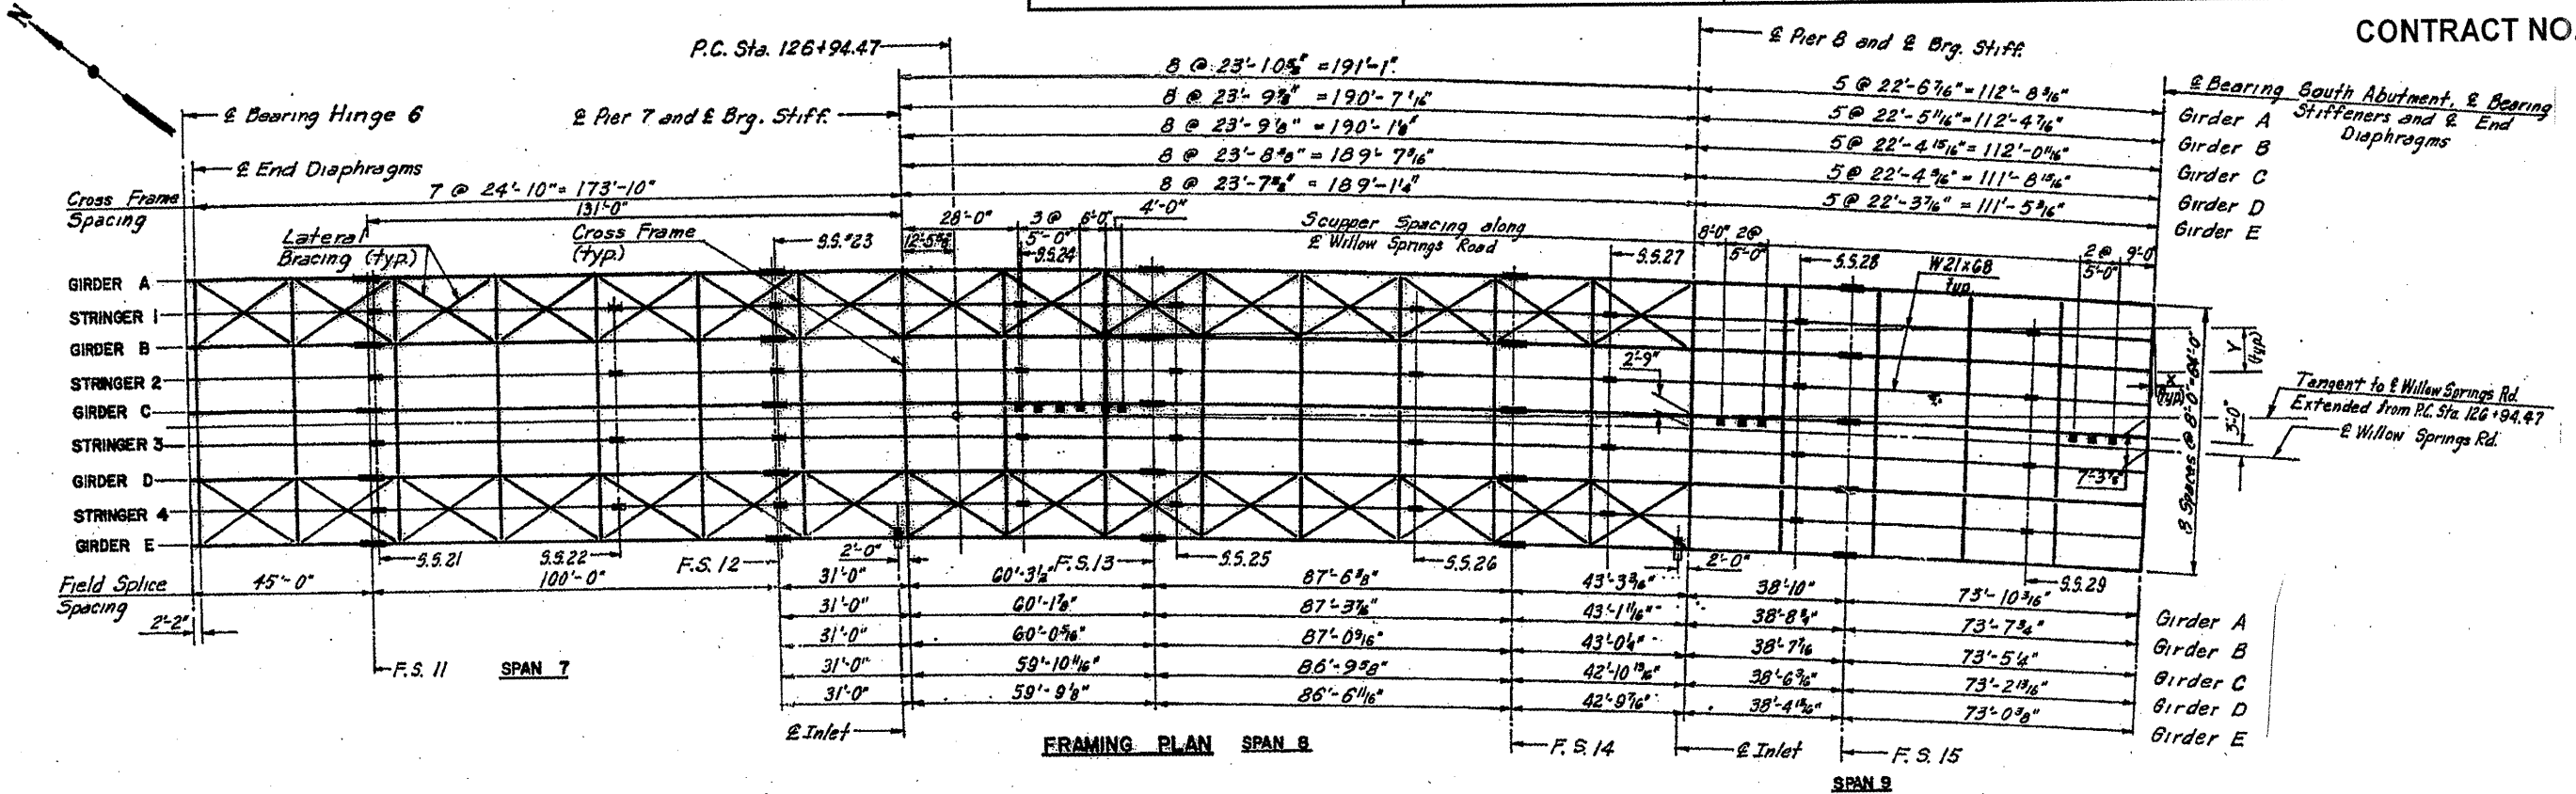 N
CONTRACT NO.
P.C. Sta. 126+94.47
℄ Pier 8 and ℄ Brg. Stiff.
8 @ 23'-10⅝" = 191'-1"
8 @ 23'-9⅞" = 190'-7 1/16"
8 @ 23'-9⅛" = 190'-1⅛"
8 @ 23'-8⅜" = 189'-7 3/16"
8 @ 23'-7⅝" = 189'-1¼"
5 @ 22'-6 7/16" = 112'-8 3/16"
5 @ 22'-5 11/16" = 112'-4 7/16"
5 @ 22'-4 15/16" = 112'-0 11/16"
5 @ 22'-4 3/16" = 111'-8 15/16"
5 @ 22'-3 7/16" = 111'-5 3/16"
℄ Bearing South Abutment, ℄ Bearing
Stiffeners and ℄ End
Diaphragms
Girder A
Girder B
Girder C
Girder D
Girder E
℄ Bearing Hinge 6
℄ Pier 7 and ℄ Brg. Stiff.
℄ End Diaphragms
Cross Frame
Spacing
7 @ 24'-10" = 173'-10"
131'-0"
Lateral
Bracing (typ.)
Cross Frame
(typ.)
S.S.#23
28'-0"
3 @
5'-0"
6'-0"
4'-0"
S.S.24
Scupper Spacing along
℄ Willow Springs Road
S.S.27
8'-0"
2@
5'-0"
S.S.28
W21x68
typ.
2 @
5'-0"
9'-0"
GIRDER A
STRINGER 1
GIRDER B
STRINGER 2
GIRDER C
STRINGER 3
GIRDER D
STRINGER 4
GIRDER E
2'-9"
Y
(typ)
X
(typ)
8 Spaces @ 8'-0" = 64'-0"
Tangent to ℄ Willow Springs Rd.
Extended from P.C. Sta. 126+94.47
3'-0"
℄ Willow Springs Rd.
S.S.21
S.S.22
F.S. 12
2'-0"
F.S. 13
S.S.25
S.S.26
2'-0"
S.S.29
Field Splice
Spacing
45'-0"
100'-0"
2'-2"
31'-0"
60'-3½"
87'-6⅜"
43'-3 3/16"
38'-10"
73'-10 3/16"
Girder A
31'-0"
60'-1⅞"
87'-3 7/16"
43'-1 11/16"
38'-8¾"
73'-7¾"
Girder B
31'-0"
60'-0 5/16"
87'-0 9/16"
43'-0¼"
38'-7 7/16
73'-5¼"
Girder C
31'-0"
59'-10 11/16"
86'-9⅝"
42'-10 13/16"
38'-6 3/16"
73'-2 13/16"
Girder D
31'-0"
59'-9⅛"
86'-6 11/16"
42'-9 7/16"
38'-4 15/16"
73'-0⅜"
Girder E
F.S. 11
SPAN 7
℄ Inlet
FRAMING PLAN SPAN 8
F.S. 14
℄ Inlet
F.S. 15
SPAN 9